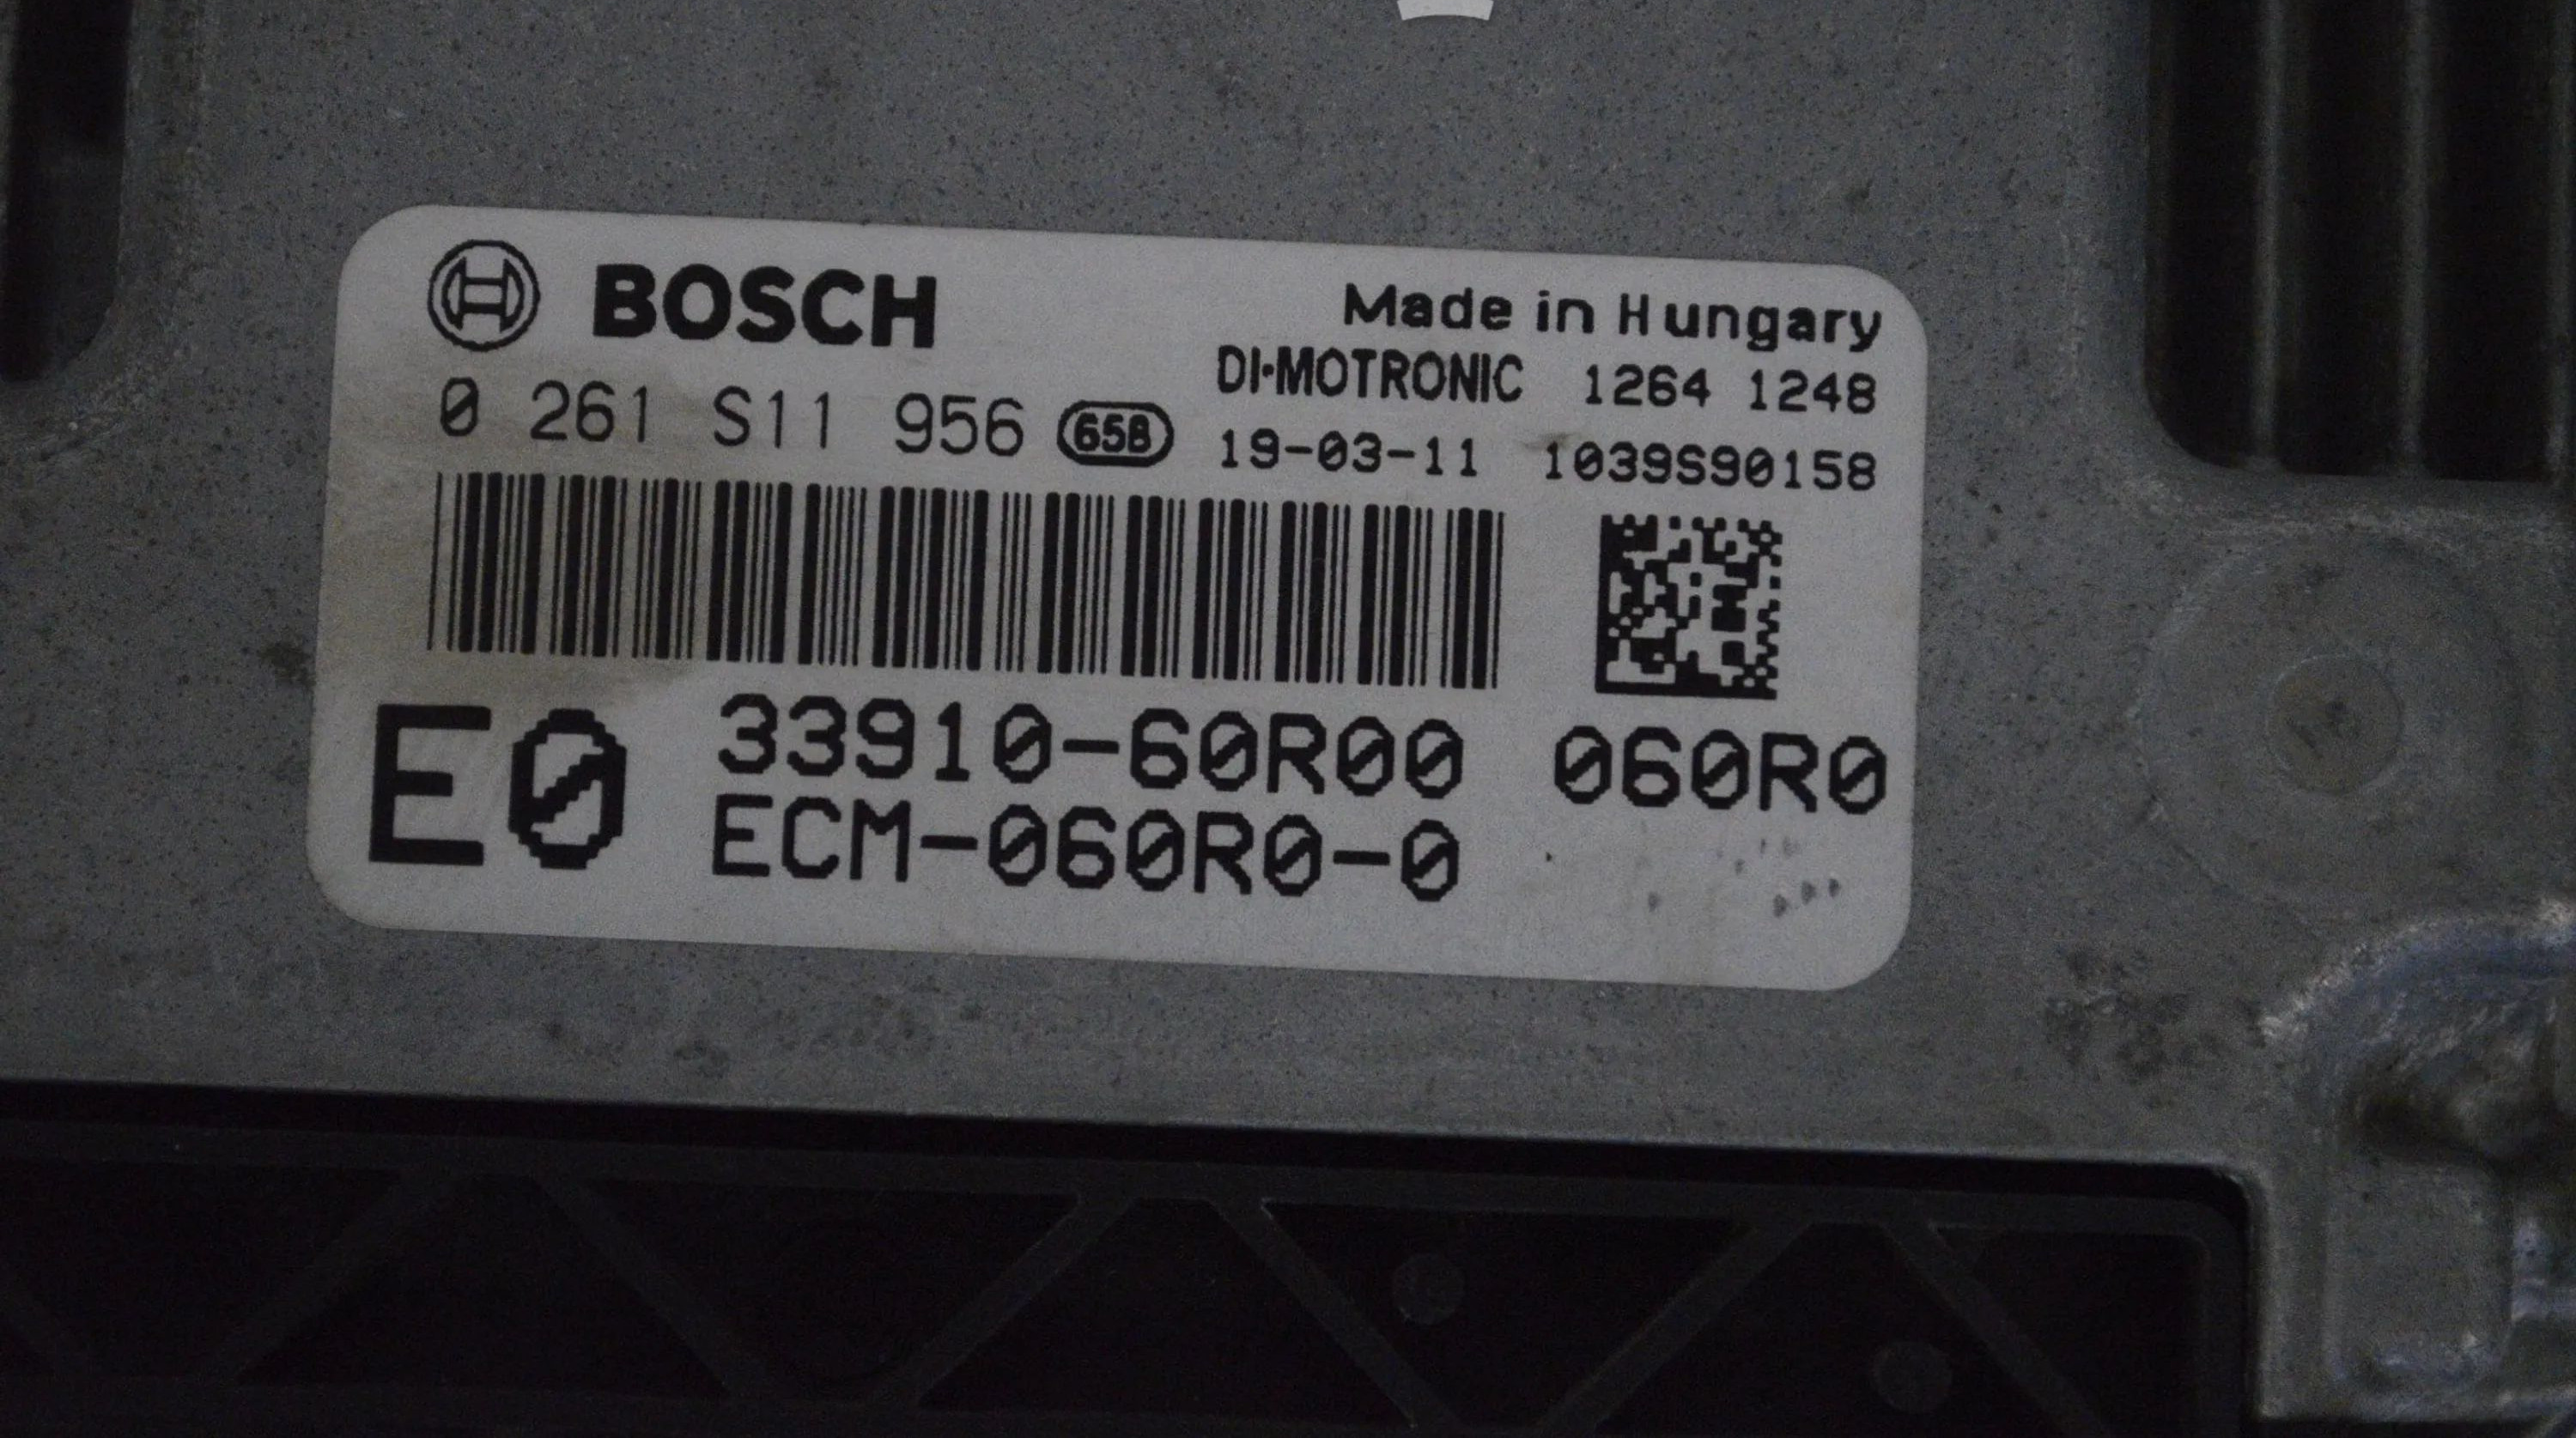 BOSCH
Made in Hungary
DI·MOTRONIC 1264 1248
0 261 S11 956 65B 19-03-11 1039S90158
E0 33910-60R00 060R0
ECM-060R0-0